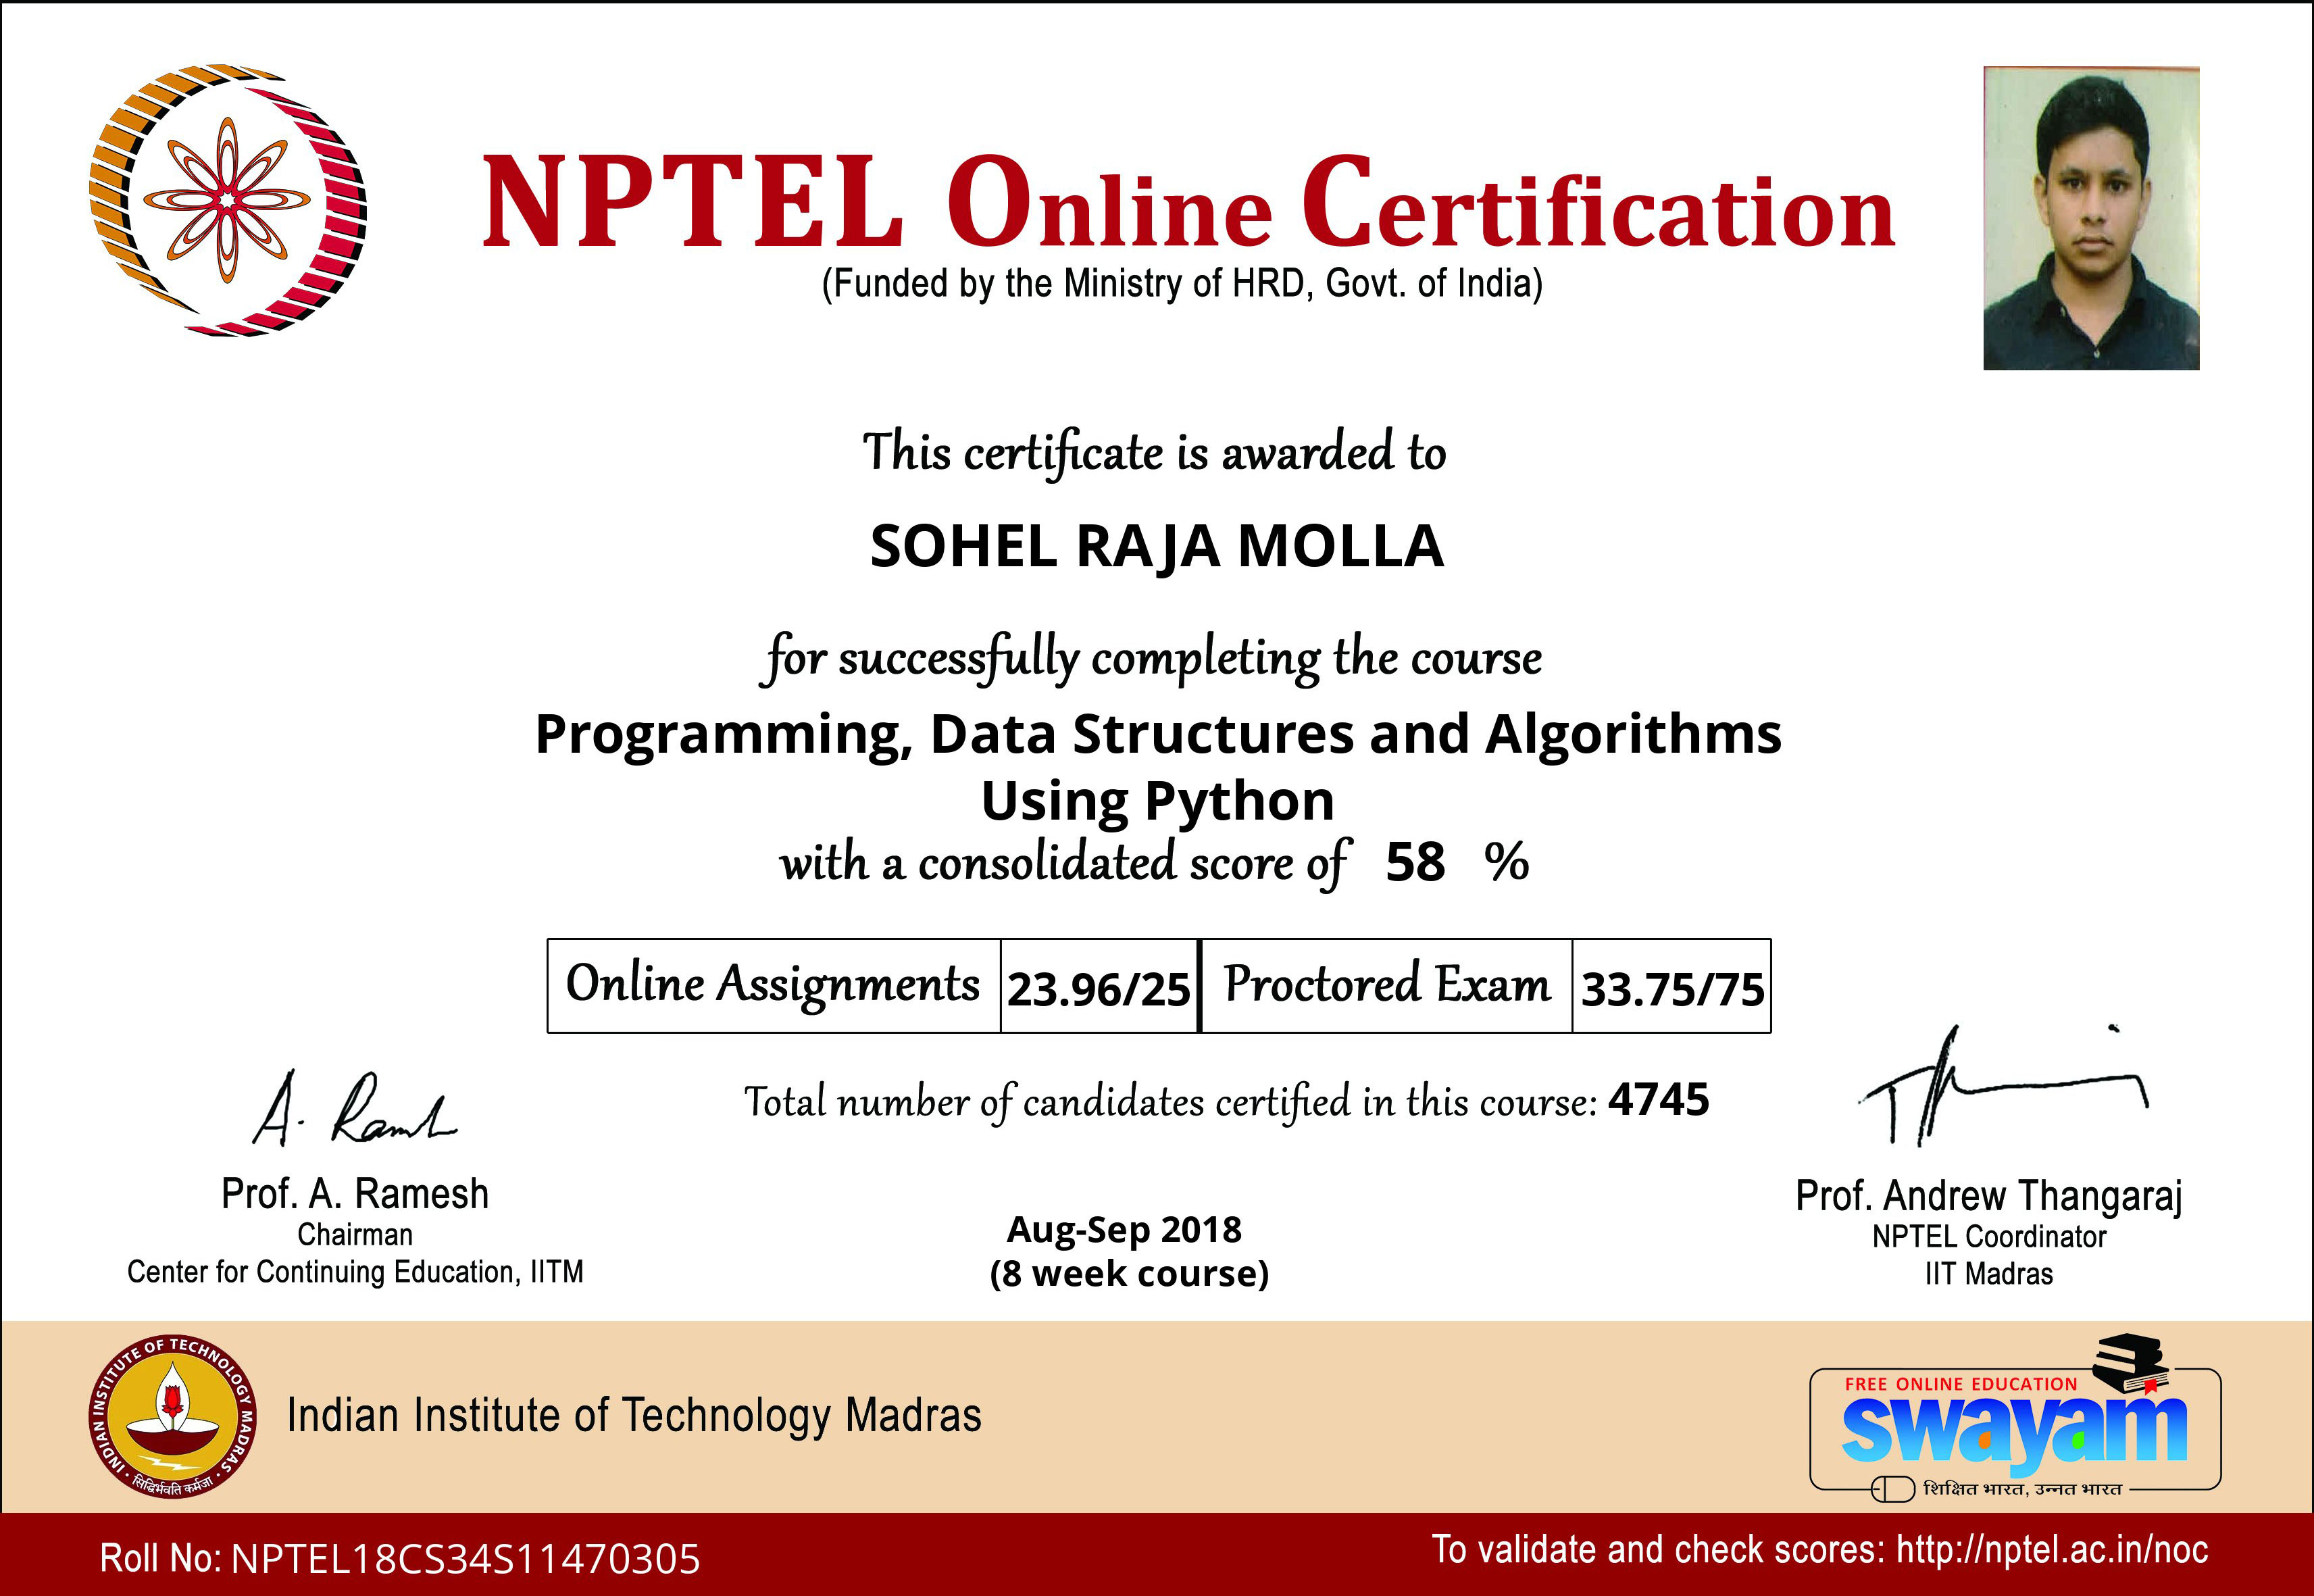 NPTEL Online Certification
(Funded by the Ministry of HRD, Govt. of India)
This certificate is awarded to
SOHEL RAJA MOLLA
for successfully completing the course
Programming, Data Structures and Algorithms
Using Python
with a consolidated score of 58 %
Online Assignments 23.96/25 Proctored Exam 33.75/75
Total number of candidates certified in this course: 4745
A. Ramesh
Prof. A. Ramesh
Chairman
Center for Continuing Education, IITM
Aug-Sep 2018
(8 week course)
Prof. Andrew Thangaraj
NPTEL Coordinator
IIT Madras
INDIAN INSTITUTE OF TECHNOLOGY MADRAS
सिद्धिर्भवति कर्मजा
Indian Institute of Technology Madras
FREE ONLINE EDUCATION
swayam
शिक्षित भारत, उन्नत भारत
Roll No: NPTEL18CS34S11470305
To validate and check scores: http://nptel.ac.in/noc